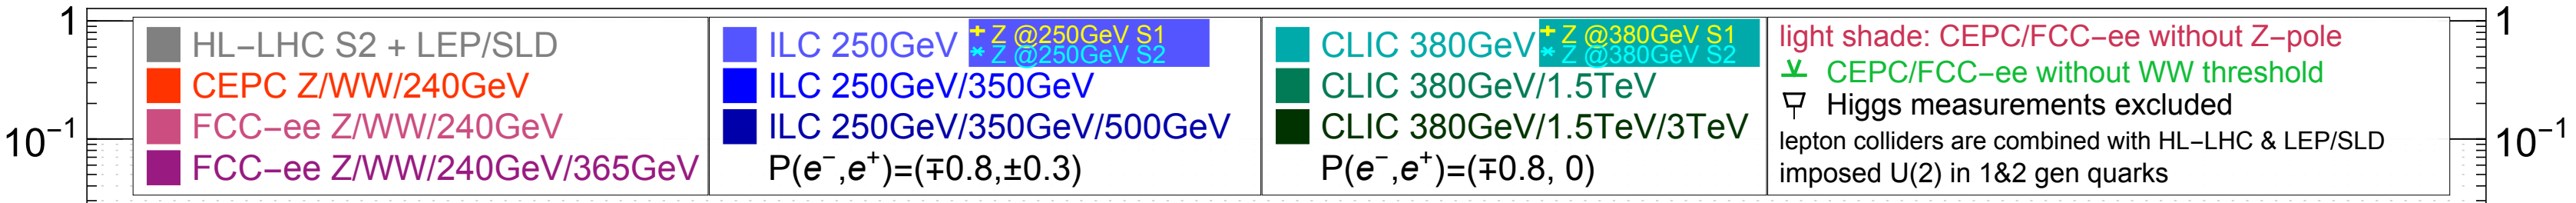 1
10⁻¹
HL−LHC S2 + LEP/SLD
CEPC Z/WW/240GeV
FCC−ee Z/WW/240GeV
FCC−ee Z/WW/240GeV/365GeV
ILC 250GeV
Z @250GeV S1
Z @250GeV S2
ILC 250GeV/350GeV
ILC 250GeV/350GeV/500GeV
P(e⁻,e⁺)=(∓0.8,±0.3)
CLIC 380GeV
Z @380GeV S1
Z @380GeV S2
CLIC 380GeV/1.5TeV
CLIC 380GeV/1.5TeV/3TeV
P(e⁻,e⁺)=(∓0.8, 0)
light shade: CEPC/FCC−ee without Z−pole
CEPC/FCC−ee without WW threshold
Higgs measurements excluded
lepton colliders are combined with HL−LHC & LEP/SLD
imposed U(2) in 1&2 gen quarks
1
10⁻¹